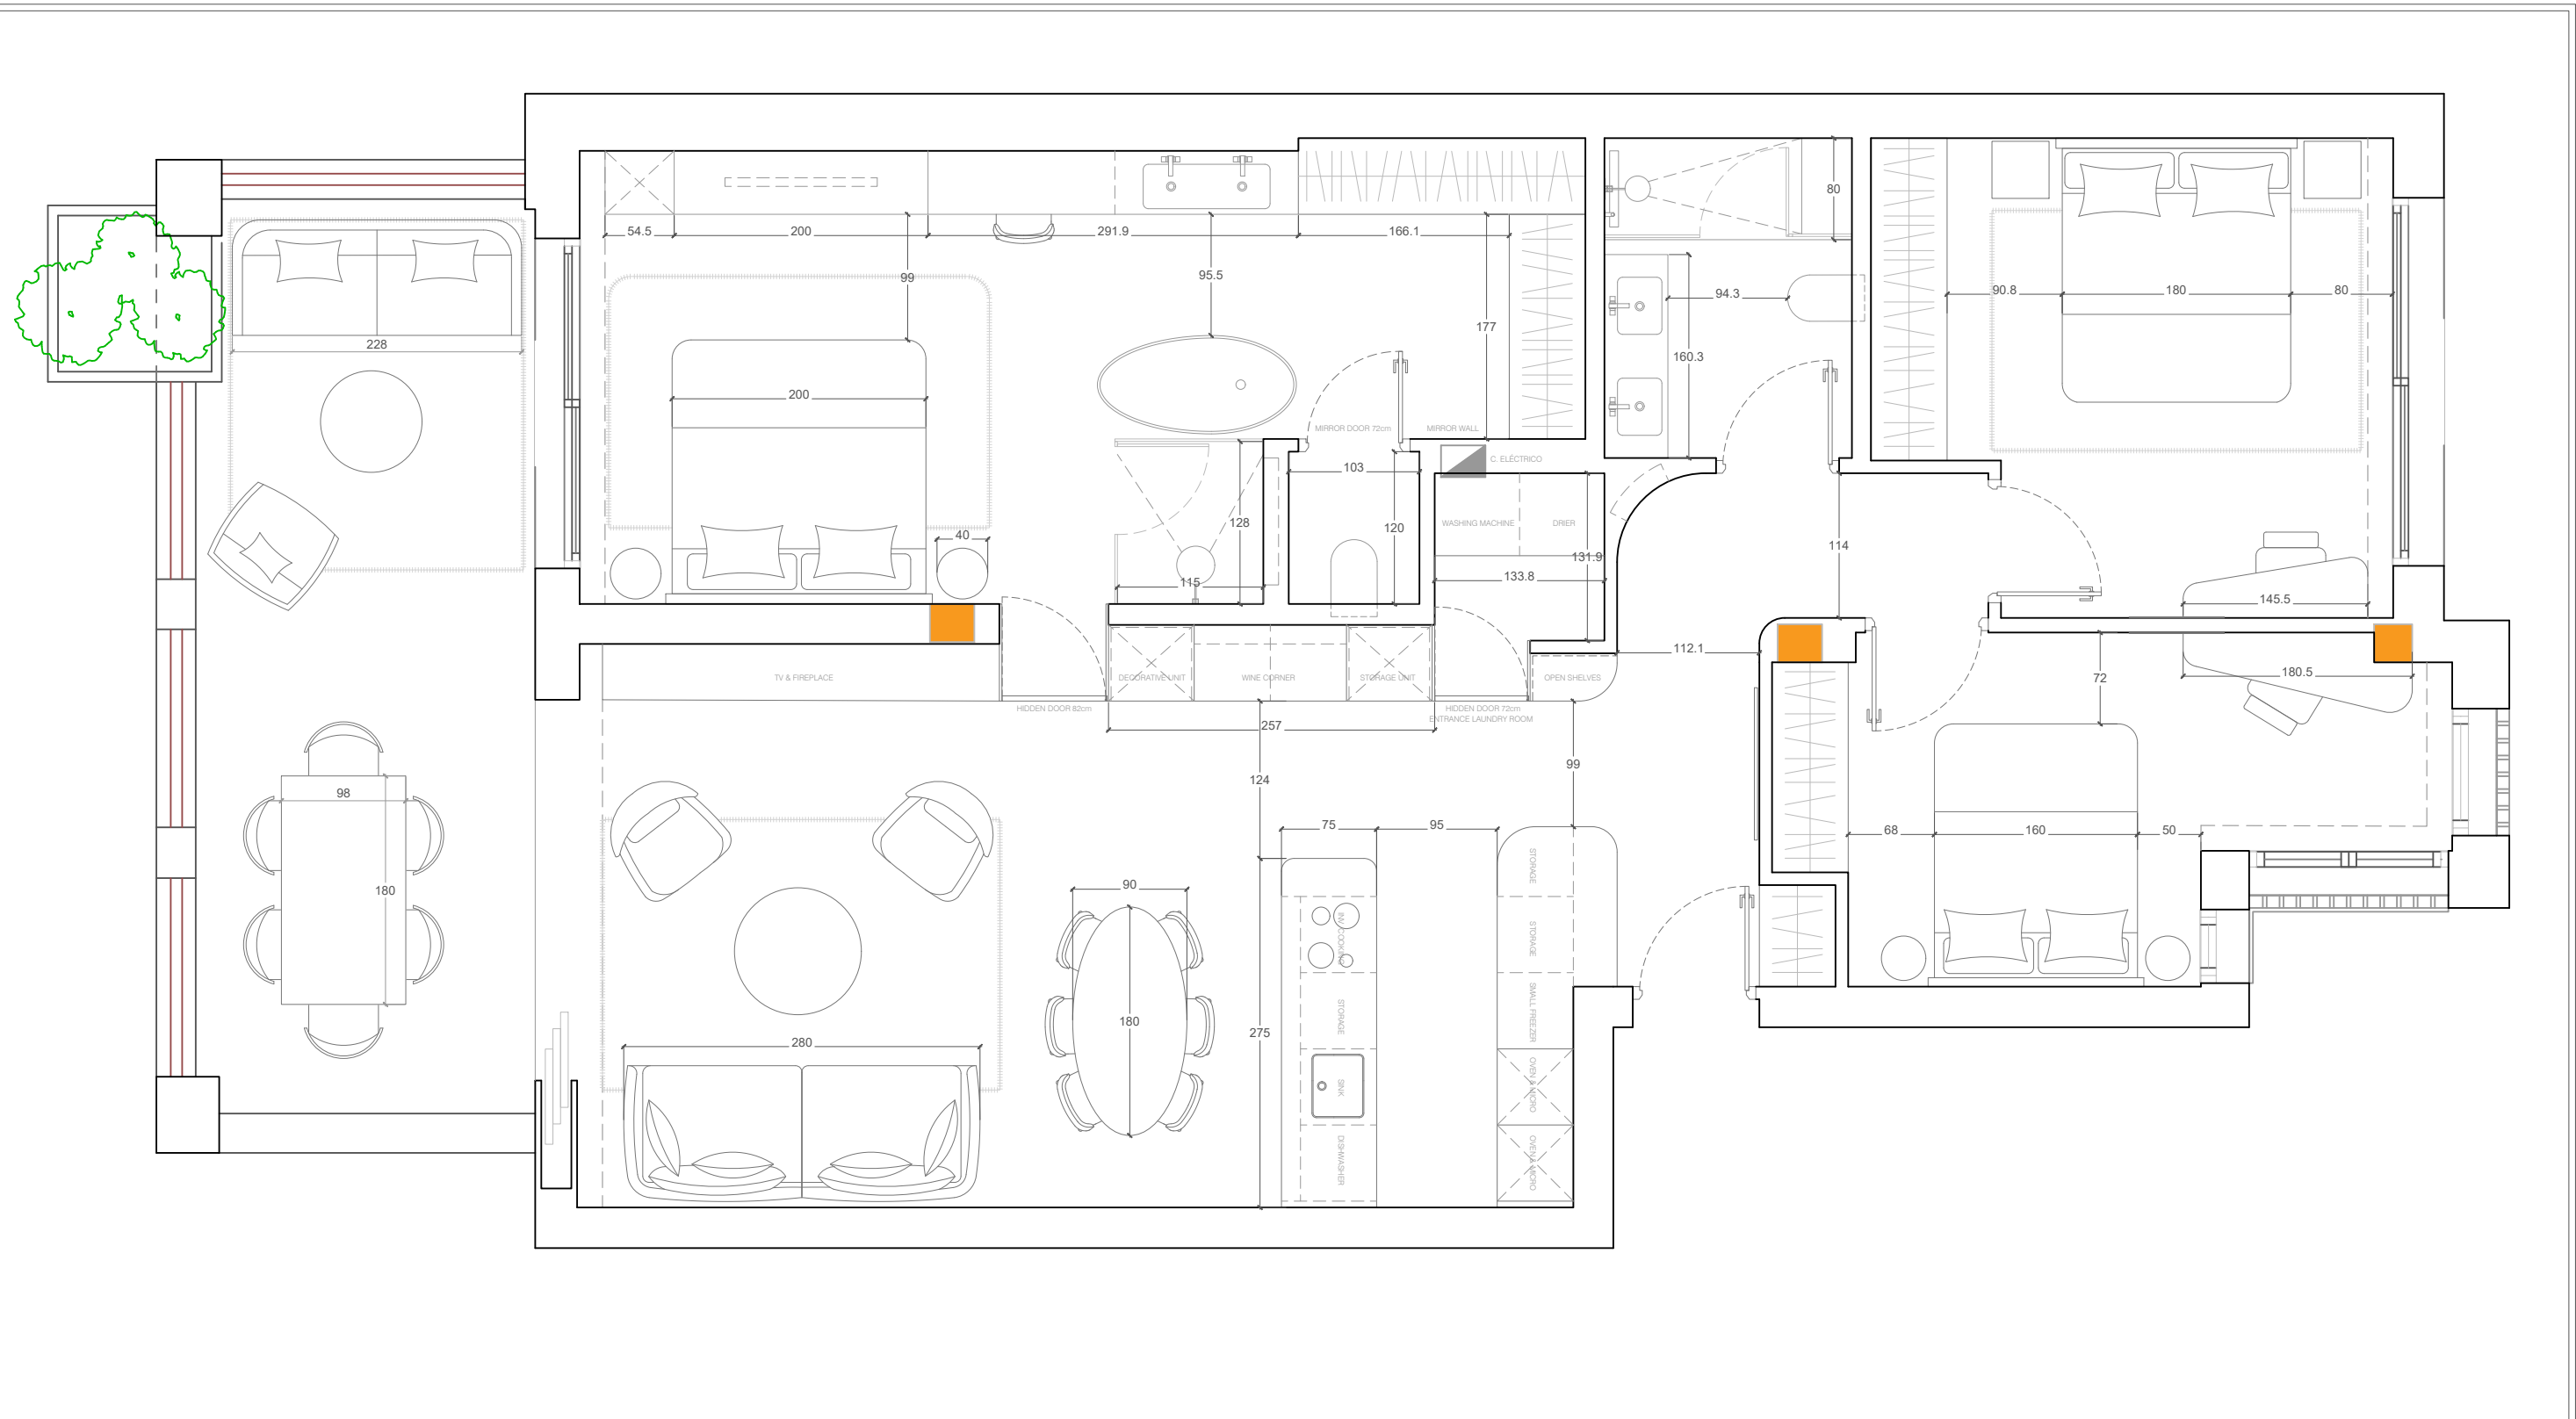 80
54.5
200
291.9
166.1
99
95.5
94.3
90.8
180
80
177
228
160.3
200
MIRROR DOOR 72cm
MIRROR WALL
C. ELÉCTRICO
103
128
120
WASHING MACHINE
DRIER
40
114
131.9
115
133.8
145.5
112.1
TV & FIREPLACE
DECORATIVE UNIT
WINE CORNER
STORAGE UNIT
OPEN SHELVES
72
180.5
HIDDEN DOOR 82cm
HIDDEN DOOR 72cm
ENTRANCE LAUNDRY ROOM
257
124
99
98
75
95
68
160
50
STORAGE
180
90
STORAGE
180
275
STORAGE
SMALL FREEZER
280
SINK
OVEN & MICRO
DISHWASHER
OVEN & MICRO